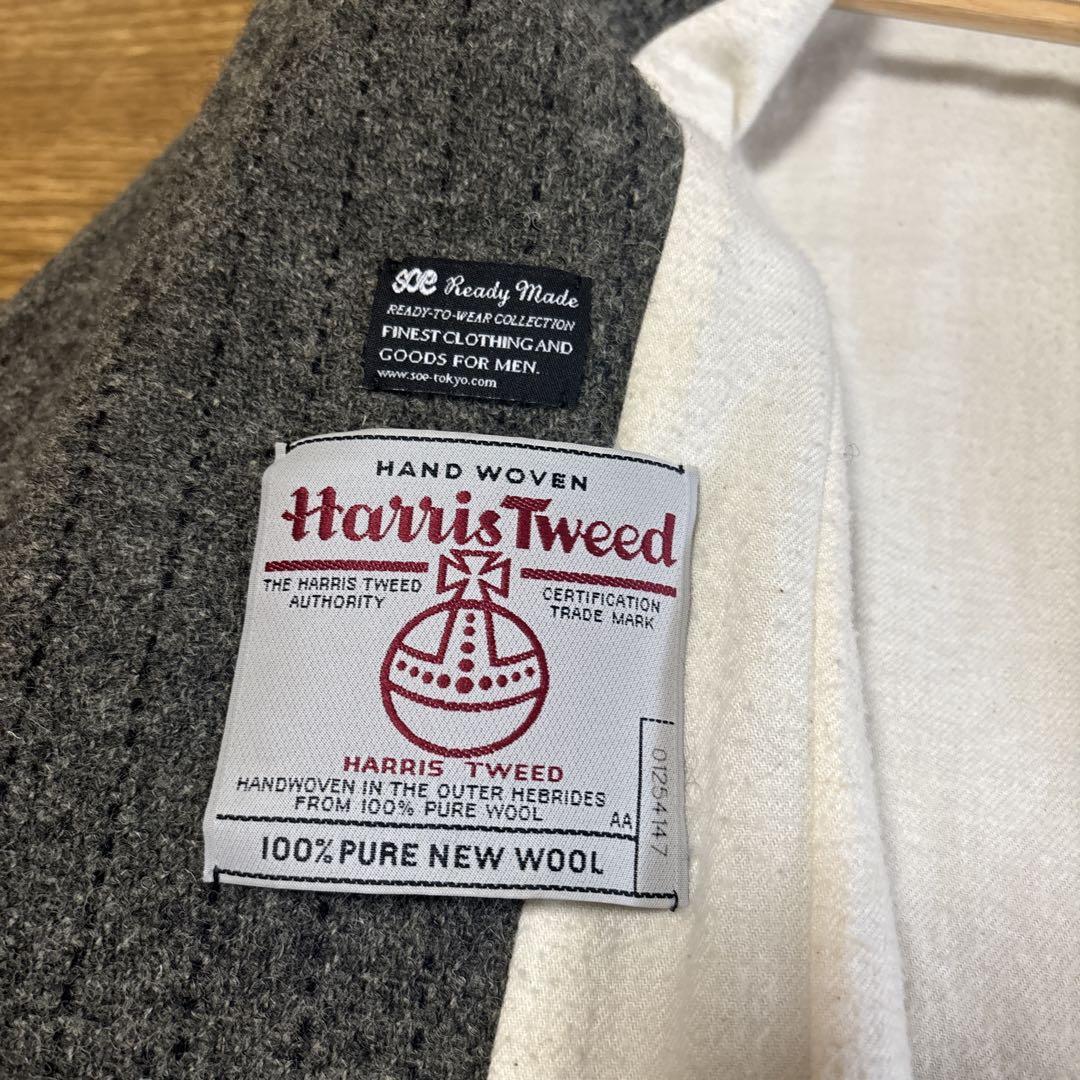 soe Ready Made
READY-TO-WEAR COLLECTION
FINEST CLOTHING AND
GOODS FOR MEN.
www.soe-tokyo.com
HAND WOVEN
Harris Tweed
THE HARRIS TWEED
AUTHORITY
CERTIFICATION
TRADE MARK
HARRIS TWEED
HANDWOVEN IN THE OUTER HEBRIDES
FROM 100% PURE WOOL
AA
0125414 7
100% PURE NEW WOOL